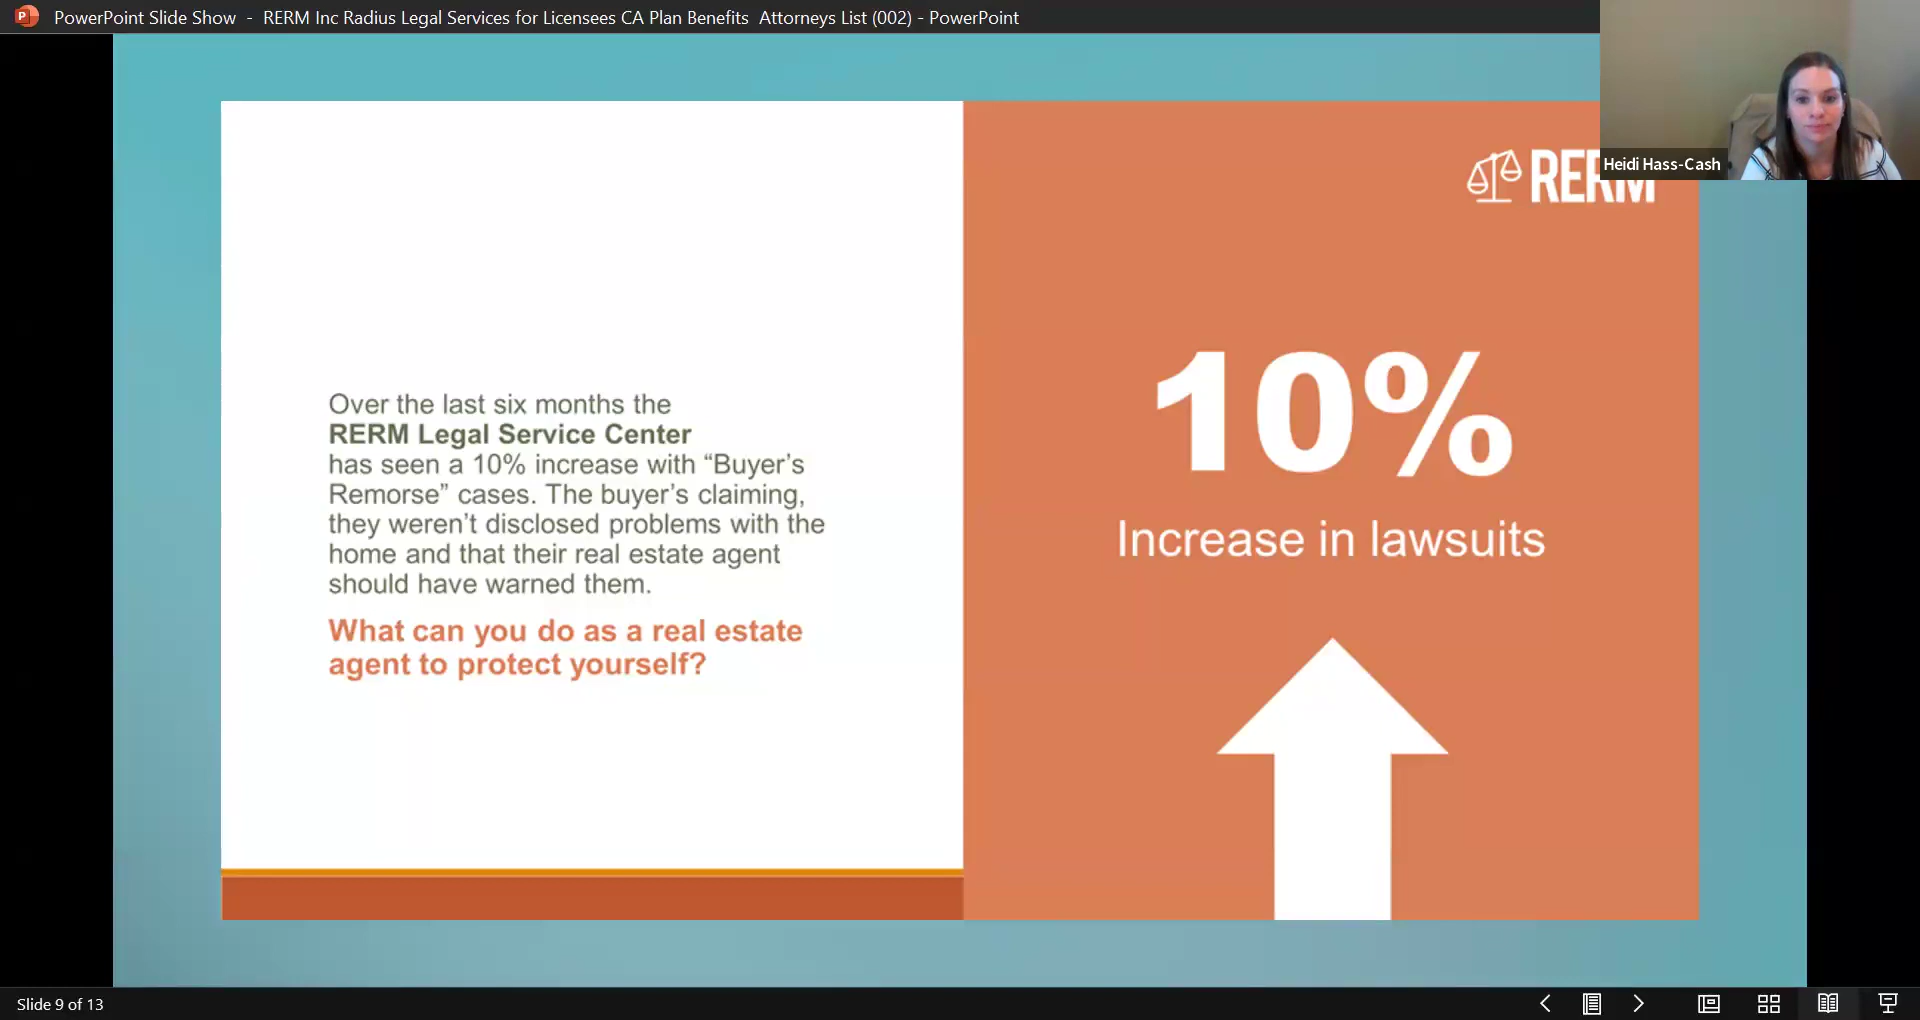 PowerPoint Slide Show - RERM Inc Radius Legal Services for Licensees CA Plan Benefits Attorneys List (002) - PowerPoint
Heidi Hass-Cash
RERM
Over the last six months the
RERM Legal Service Center
has seen a 10% increase with “Buyer’s
Remorse” cases. The buyer’s claiming,
they weren’t disclosed problems with the
home and that their real estate agent
should have warned them.
What can you do as a real estate
agent to protect yourself?
10%
Increase in lawsuits
Slide 9 of 13